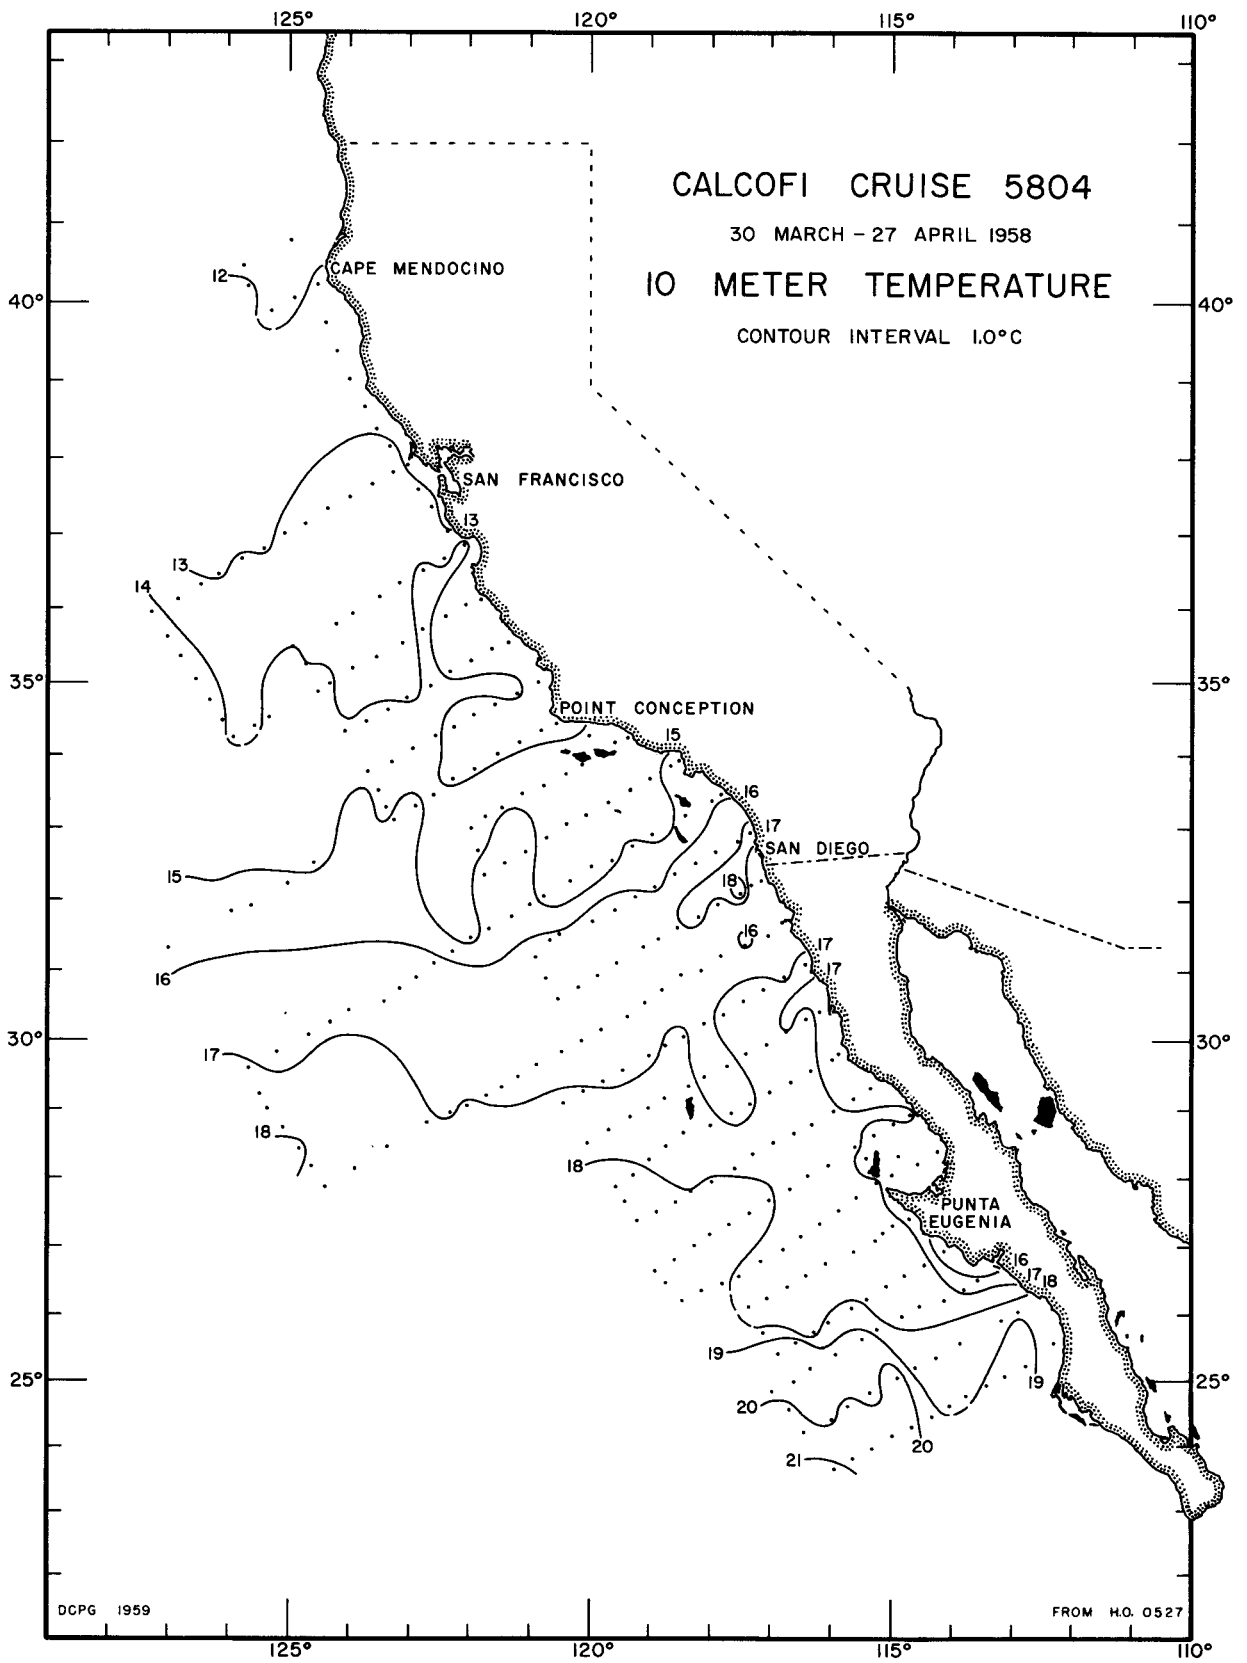 125° 120° 115° 110°
CALCOFI CRUISE 5804
30 MARCH – 27 APRIL 1958
10 METER TEMPERATURE
CONTOUR INTERVAL 1.0°C
12
CAPE MENDOCINO
40° 40°
SAN FRANCISCO
13
13
14
35° 35°
POINT CONCEPTION
15
16
17
SAN DIEGO
15
18
16
17
16
17
30° 30°
17
18
18
PUNTA
EUGENIA
16
17
18
19
25° 25°
19
20
20
21
DCPG 1959
FROM H.O. 0527
125° 120° 115° 110°